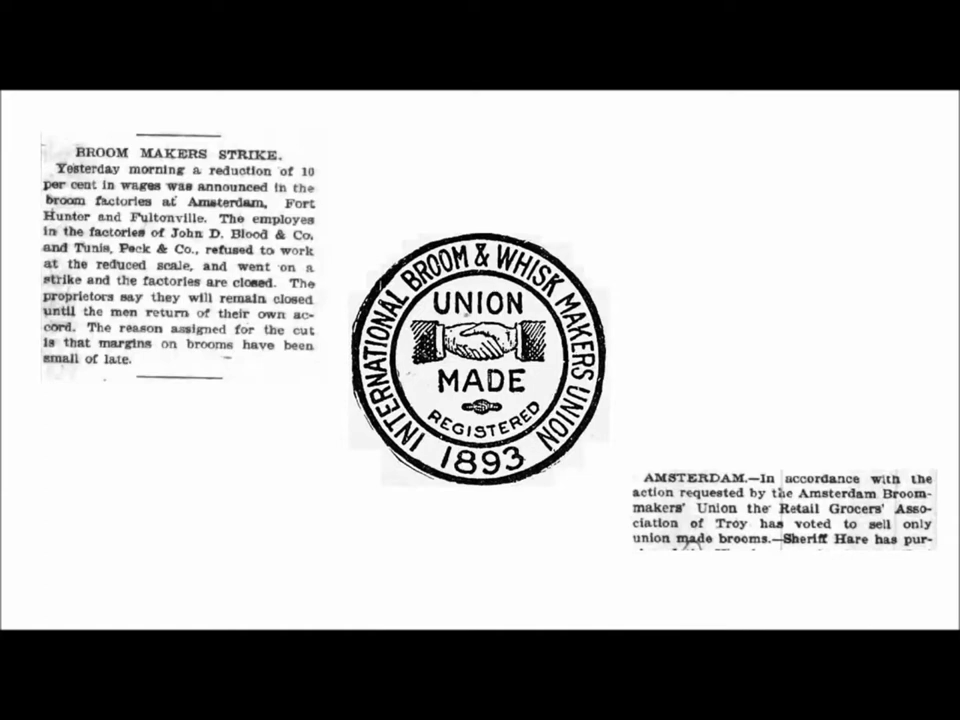 BROOM MAKERS STRIKE.
Yesterday morning a reduction of 10
per cent in wages was announced in the
broom factories at Amsterdam, Fort
Hunter and Fultonville. The employes
in the factories of John D. Blood & Co.
and Tunis, Peck & Co., refused to work
at the reduced scale, and went on a
strike and the factories are closed. The
proprietors say they will remain closed
until the men return of their own ac-
cord. The reason assigned for the cut
is that margins on brooms have been
small of late.
INTERNATIONAL BROOM & WHISK MAKERS UNION
UNION
MADE
REGISTERED
1893
AMSTERDAM.—In accordance with the
action requested by the Amsterdam Broom-
makers' Union the Retail Grocers' Asso-
ciation of Troy has voted to sell only
union made brooms.—Sheriff Hare has pur-